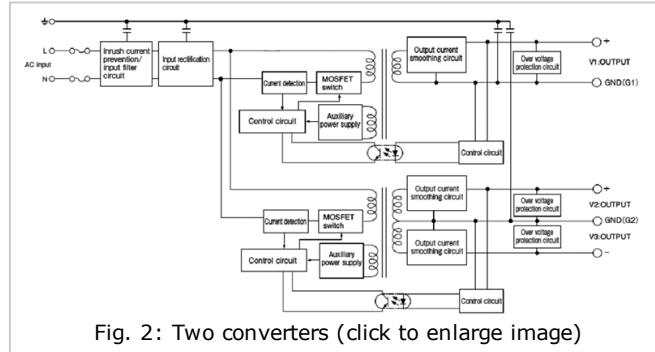 L
AC input
N
Inrush current
prevention/
input filter
circuit
Input rectification
circuit
Current detection
MOSFET
switch
Control circuit
Auxiliary
power supply
Output current
smoothing circuit
Control circuit
Over voltage
protection circuit
+
V1:OUTPUT
GND(G1)
Current detection
MOSFET
switch
Control circuit
Auxiliary
power supply
Output current
smoothing circuit
Output current
smoothing circuit
Control circuit
Over voltage
protection circuit
Over voltage
protection circuit
+
V2:OUTPUT
GND(G2)
V3:OUTPUT
-
Fig. 2: Two converters (click to enlarge image)